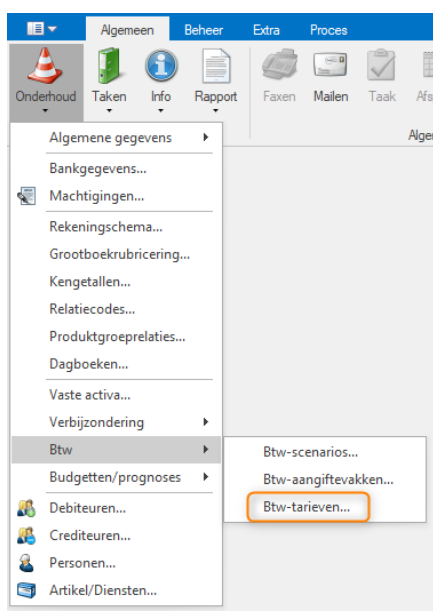 Algemeen Beheer Extra Proces
Onderhoud Taken Info Rapport Faxen Mailen Taak Afs
Alge
Algemene gegevens
Bankgegevens...
Machtigingen...
Rekeningschema...
Grootboekrubricering...
Kengetallen...
Relatiecodes...
Produktgroeprelaties...
Dagboeken...
Vaste activa...
Verbijzondering
Btw
Btw-scenarios...
Budgetten/prognoses
Btw-aangiftevakken...
Debiteuren...
Btw-tarieven...
Crediteuren...
Personen...
Artikel/Diensten...